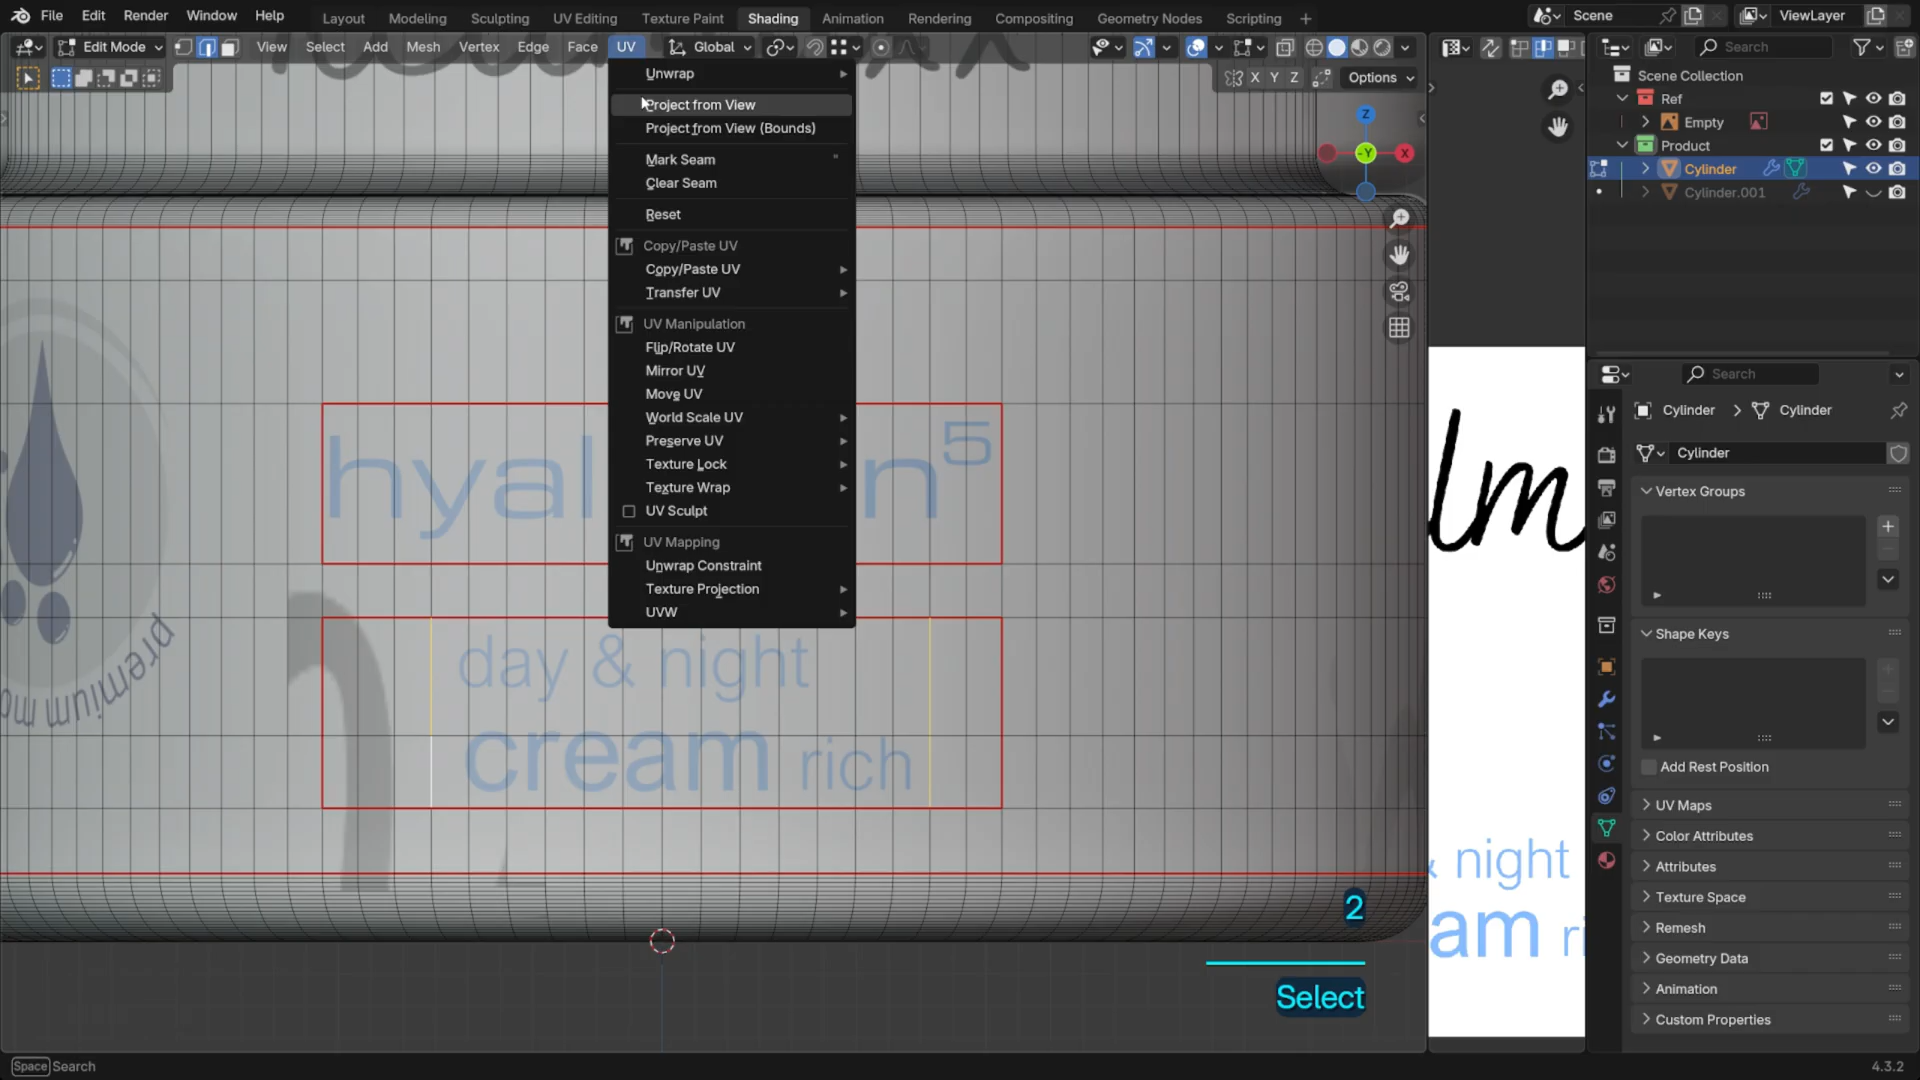 File Edit Render Window Help Layout Modeling Sculpting UV Editing Texture Paint Shading Animation Rendering Compositing Geometry Nodes Scripting + Scene ViewLayer
Edit Mode View Select Add Mesh Vertex Edge Face UV Global Search
X Y Z Options
Unwrap
Project from View
Project from View (Bounds)
Mark Seam "
Clear Seam
Reset
Copy/Paste UV
Copy/Paste UV
Transfer UV
UV Manipulation
Flip/Rotate UV
Mirror UV
Move UV
World Scale UV
Preserve UV
Texture Lock
Texture Wrap
UV Sculpt
UV Mapping
Unwrap Constraint
Texture Projection
UVW
Z
-Y X
hyal n⁵
day & night
cream rich
premium mo
2
Select
lm
night
am ri
Scene Collection
Ref
Empty
Product
Cylinder
Cylinder.001
Search
Cylinder > Cylinder
Cylinder
Vertex Groups
Shape Keys
Add Rest Position
UV Maps
Color Attributes
Attributes
Texture Space
Remesh
Geometry Data
Animation
Custom Properties
Space Search 4.3.2